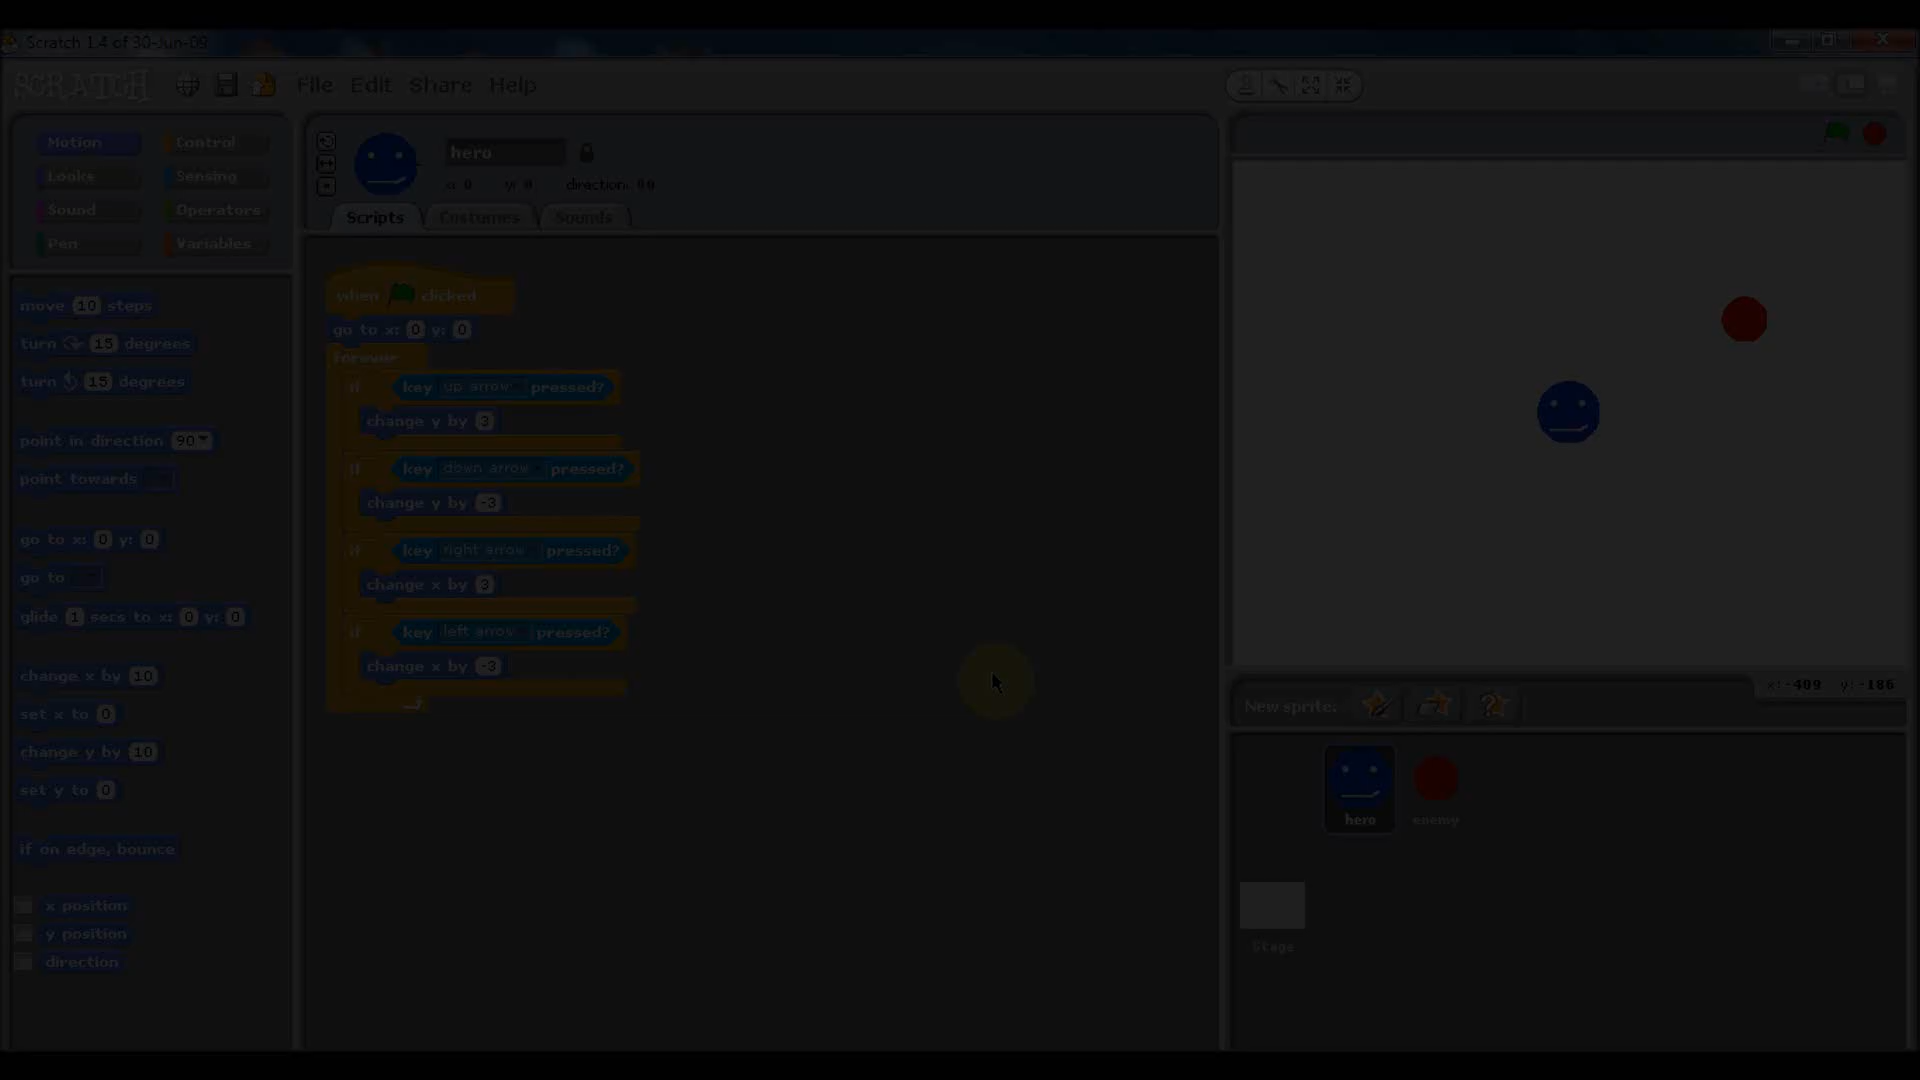 Scratch 1.4 of 30-Jun-09
SCRATCH
File Edit Share Help
Motion Control
Looks Sensing
Sound Operators
Pen Variables
move 10 steps
turn 15 degrees
turn 15 degrees
point in direction 90
point towards
go to x: 0 y: 0
go to
glide 1 secs to x: 0 y: 0
change x by 10
set x to 0
change y by 10
set y to 0
if on edge, bounce
x position
y position
direction
hero
x: 0 y: 0 direction: 90
Scripts Costumes Sounds
when clicked
go to x: 0 y: 0
forever
if key up arrow pressed?
change y by 3
if key down arrow pressed?
change y by -3
if key right arrow pressed?
change x by 3
if key left arrow pressed?
change x by -3
x: -409 y: -186
New sprite:
hero enemy
Stage